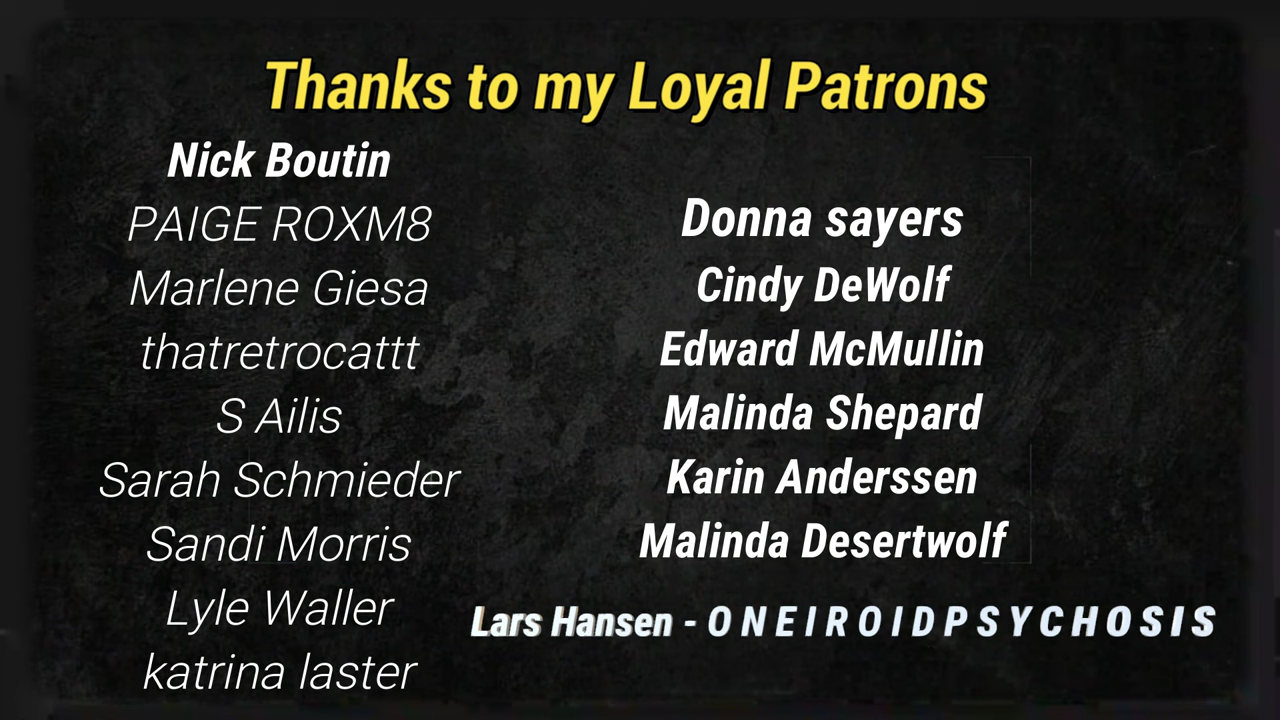 Thanks to my Loyal Patrons
Nick Boutin
PAIGE ROXM8
Marlene Giesa
thatretrocattt
S Ailis
Sarah Schmieder
Sandi Morris
Lyle Waller
katrina laster
Donna sayers
Cindy DeWolf
Edward McMullin
Malinda Shepard
Karin Anderssen
Malinda Desertwolf
Lars Hansen - ONEIROIDPSYCHOSIS